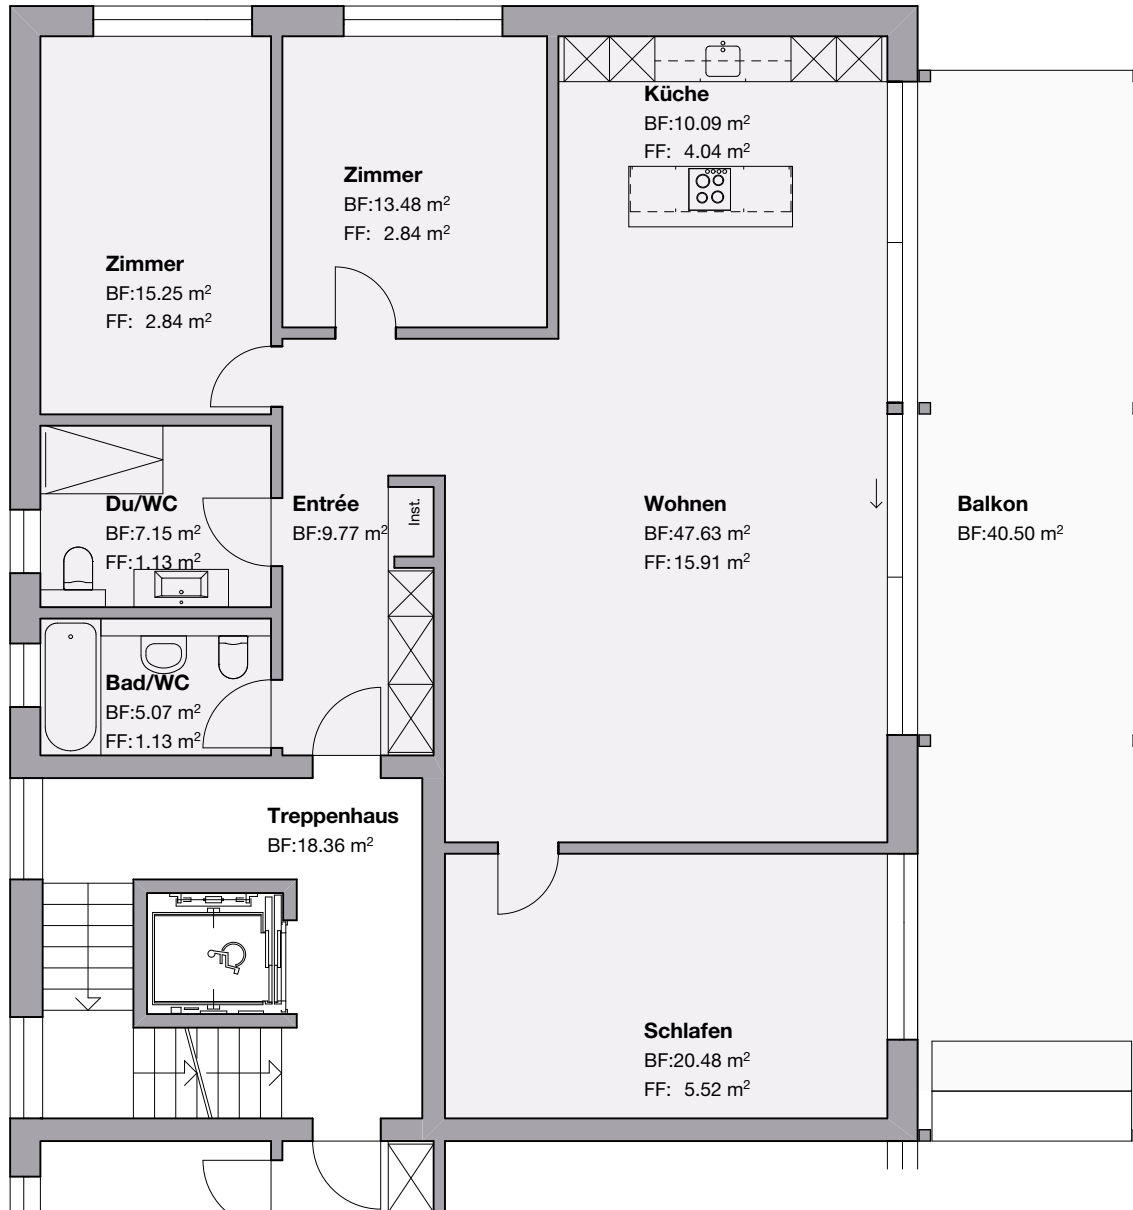 Küche
BF:10.09 m²
FF: 4.04 m²
Zimmer
BF:13.48 m²
FF: 2.84 m²
Zimmer
BF:15.25 m²
FF: 2.84 m²
Du/WC
BF:7.15 m²
FF:1.13 m²
Entrée
BF:9.77 m²
Inst.
Wohnen
BF:47.63 m²
FF:15.91 m²
Balkon
BF:40.50 m²
Bad/WC
BF:5.07 m²
FF:1.13 m²
Treppenhaus
BF:18.36 m²
Schlafen
BF:20.48 m²
FF: 5.52 m²